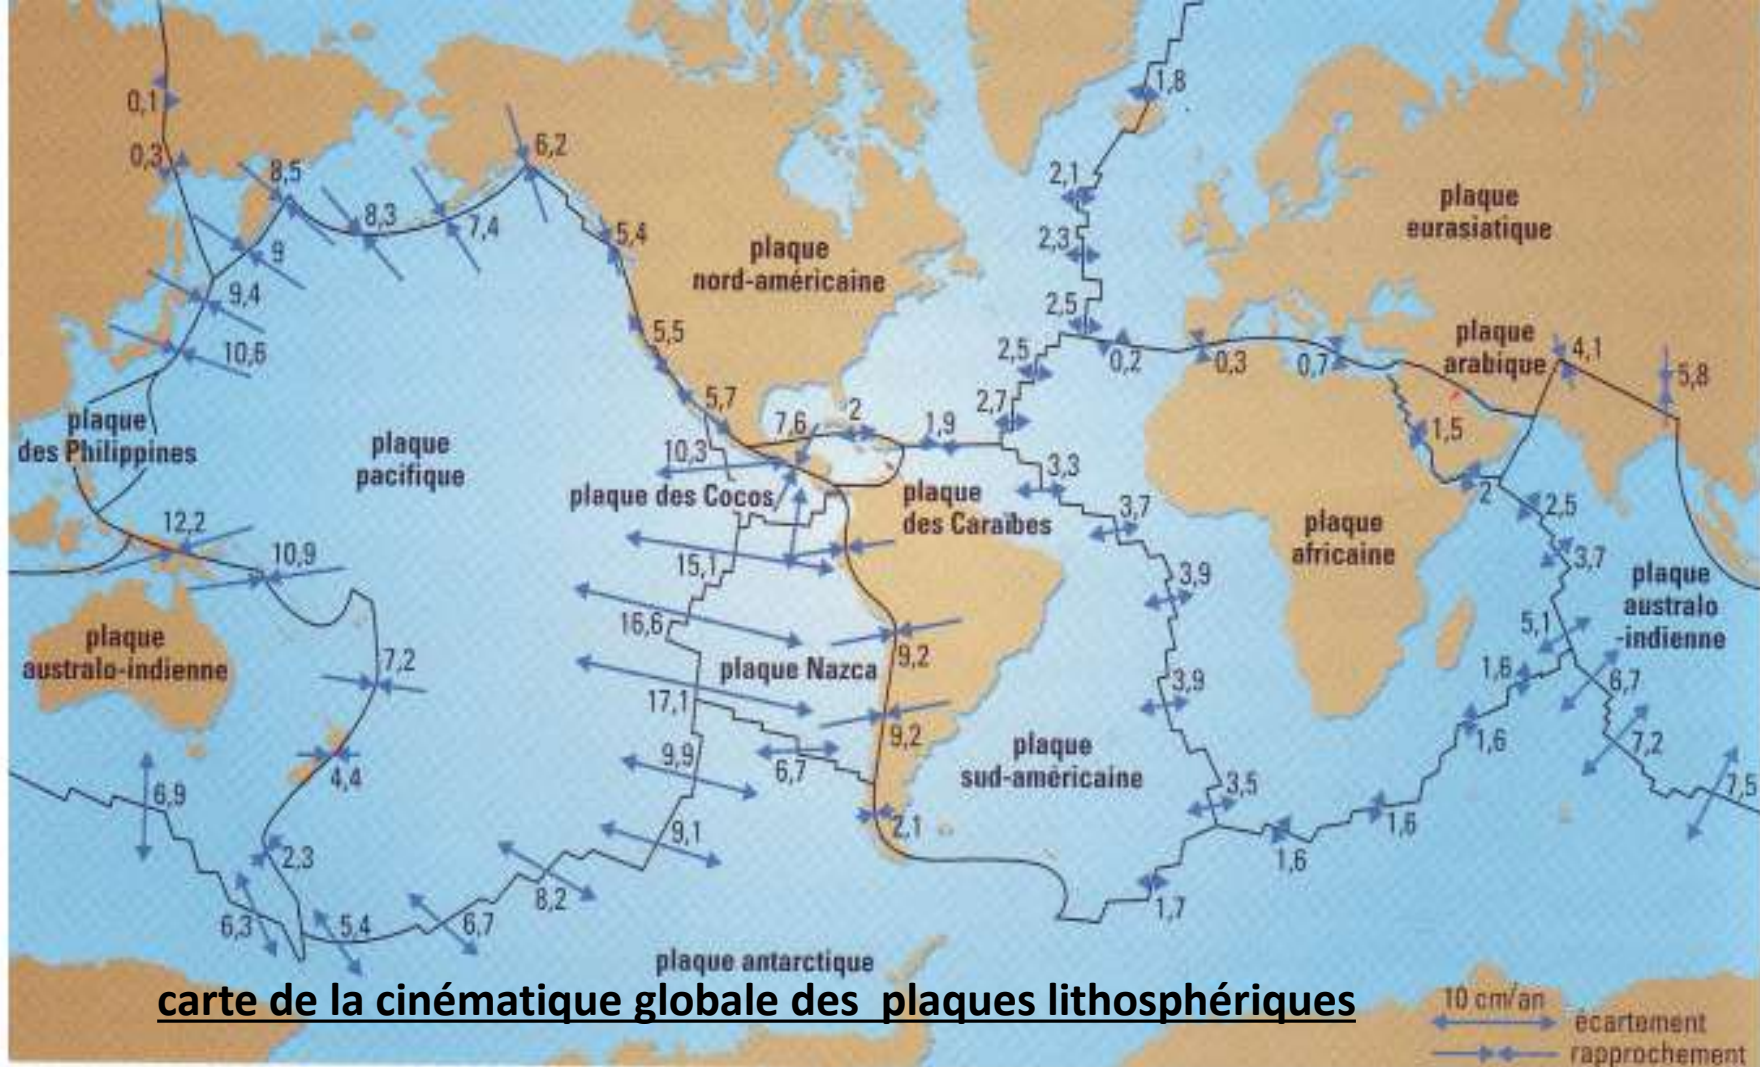 1,8
0,1
0,3
6,2
8,5
8,3
7,4
9
9,4
10,6
5,4
5,5
5,7
plaque
nord-américaine
2,1
2,3
2,5
2,5
2,7
0,2
0,3
0,7
plaque
eurasiatique
plaque
arabique
4,1
5,8
1,5
2
2,5
3,7
plaque
des Philippines
plaque
pacifique
7,6
2
1,9
10,3
plaque des Cocos
plaque
des Caraïbes
3,3
3,7
3,9
plaque
africaine
plaque
australo
-indienne
12,2
10,9
15,1
16,6
17,1
plaque
australo-indienne
7,2
4,4
plaque Nazca
9,2
9,2
3,9
5,1
1,6
6,7
1,6
7,2
7,5
9,9
6,7
plaque
sud-américaine
3,5
6,9
2,1
1,6
1,6
9,1
2,3
8,2
1,7
6,3
5,4
6,7
plaque antarctique
carte de la cinématique globale des plaques lithosphériques
10 cm/an
écartement
rapprochement